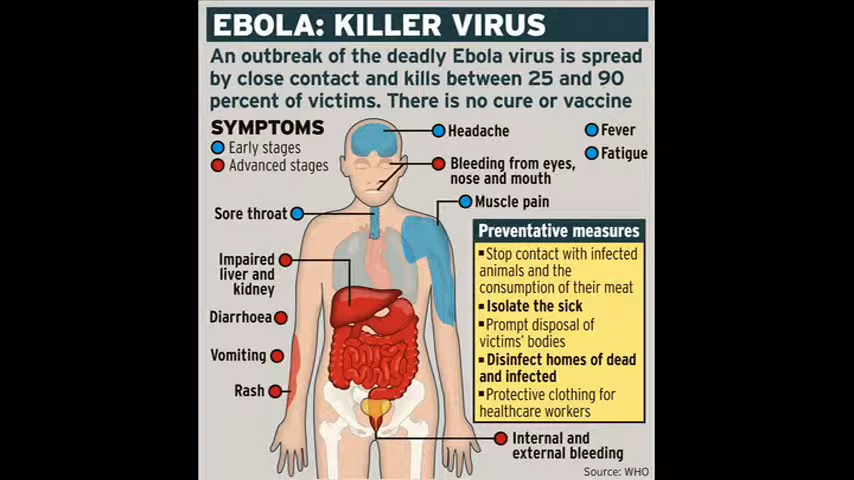 EBOLA: KILLER VIRUS
An outbreak of the deadly Ebola virus is spread
by close contact and kills between 25 and 90
percent of victims. There is no cure or vaccine
SYMPTOMS
Early stages
Advanced stages
Headache
Fever
Fatigue
Bleeding from eyes,
nose and mouth
Muscle pain
Sore throat
Impaired
liver and
kidney
Diarrhoea
Vomiting
Rash
Internal and
external bleeding
Preventative measures
▪ Stop contact with infected
animals and the
consumption of their meat
▪ Isolate the sick
▪ Prompt disposal of
victims' bodies
▪ Disinfect homes of dead
and infected
▪ Protective clothing for
healthcare workers
Source: WHO